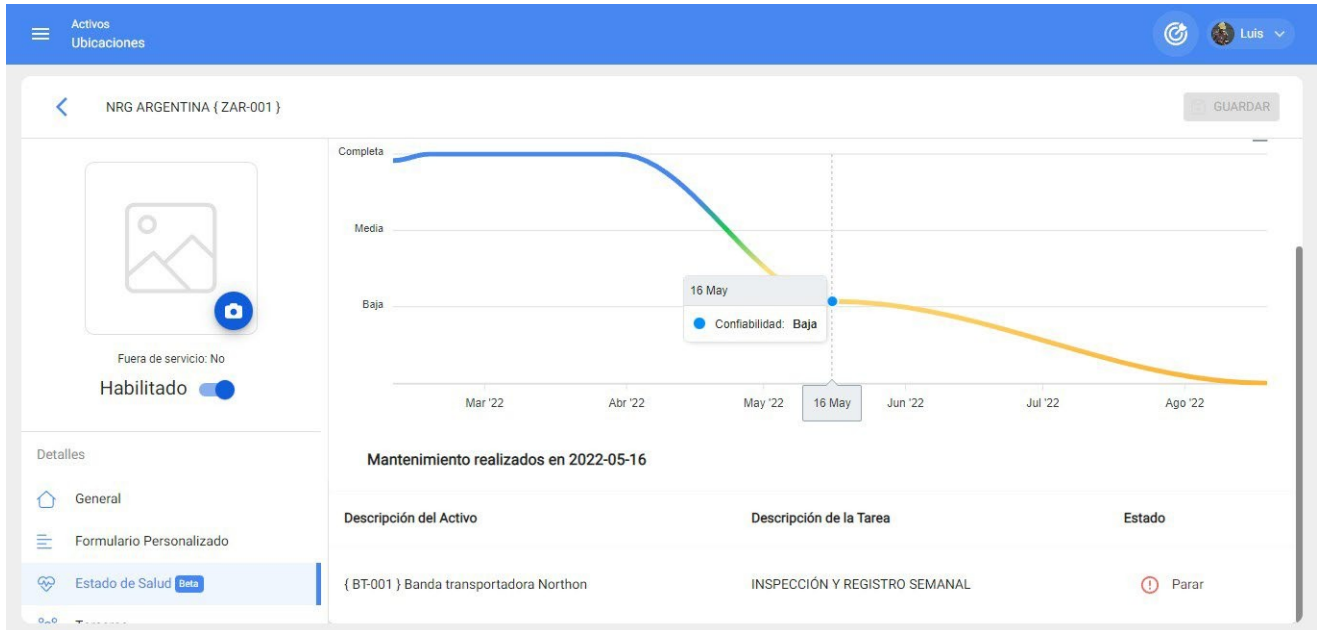 Activos
Ubicaciones
Luis
NRG ARGENTINA { ZAR-001 }
GUARDAR
Fuera de servicio: No
Habilitado
Detalles
General
Formulario Personalizado
Estado de Salud Beta
Completa
Media
Baja
16 May
Confiabilidad: Baja
Mar '22 Abr '22 May '22 16 May Jun '22 Jul '22 Ago '22
Mantenimiento realizados en 2022-05-16
Descripción del Activo Descripción de la Tarea Estado
{ BT-001 } Banda transportadora Northon INSPECCIÓN Y REGISTRO SEMANAL Parar